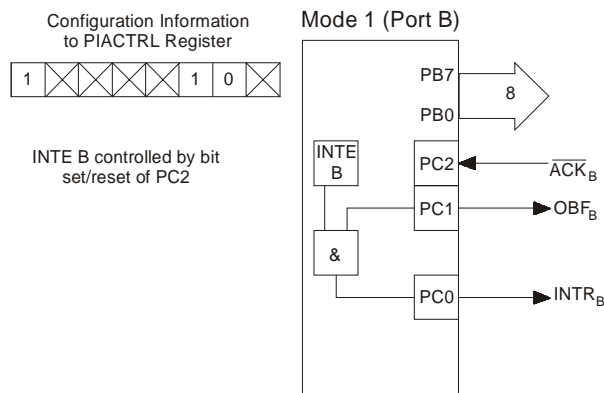 Configuration Information
to PIACTRL Register
1 1 0
INTE B controlled by bit
set/reset of PC2
Mode 1 (Port B)
PB7
8
PB0
INTE
B
PC2
ACK̅B
PC1
OBFB
&
PC0
INTRB